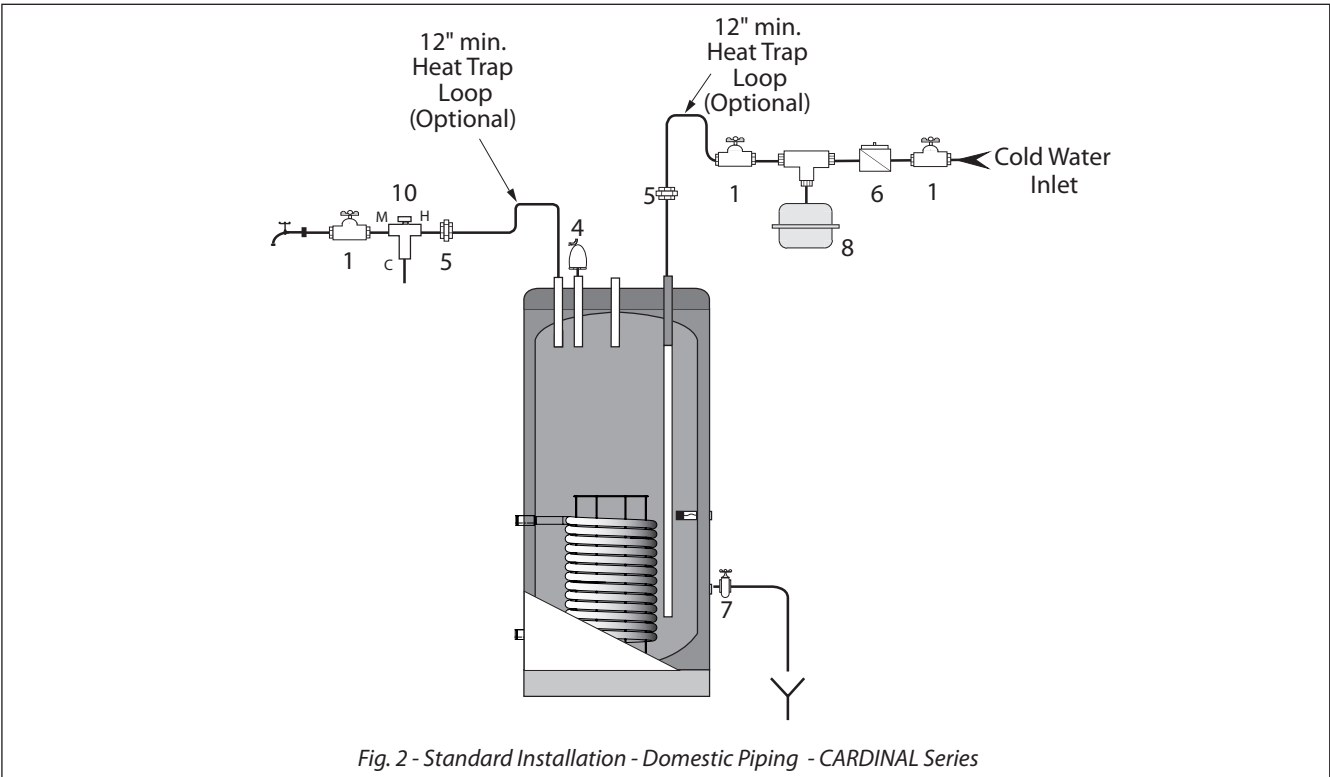 12" min.
Heat Trap
Loop
(Optional)
12" min.
Heat Trap
Loop
(Optional)
Cold Water
Inlet
10
M
H
1
C
5
4
5
1
6
1
8
7
Fig. 2 - Standard Installation - Domestic Piping - CARDINAL Series